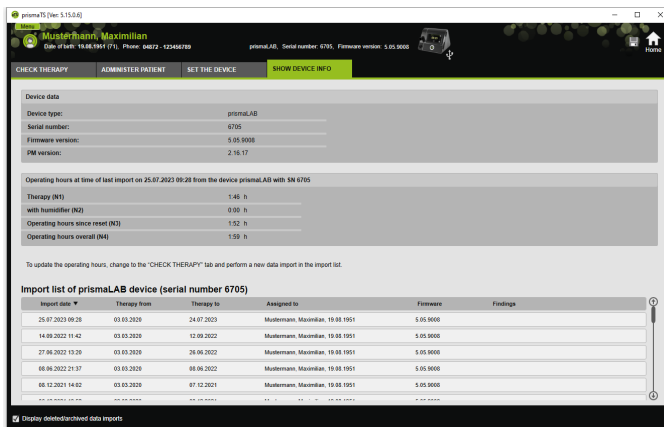 prismaTS [Ver: 5.15.0.6]
Menu
Mustermann, Maximilian
Date of birth: 19.08.1951 (71), Phone: 04872 - 123456789
prismaLAB, Serial number: 6705, Firmware version: 5.05.9008
Home
CHECK THERAPY ADMINISTER PATIENT SET THE DEVICE SHOW DEVICE INFO
Device data
Device type: prismaLAB
Serial number: 6705
Firmware version: 5.05.9008
PM version: 2.16.17
Operating hours at time of last import on 25.07.2023 09:28 from the device prismaLAB with SN 6705
Therapy (N1) 1:46 h
with humidifier (N2) 0:00 h
Operating hours since reset (N3) 1:52 h
Operating hours overall (N4) 1:59 h
To update the operating hours, change to the "CHECK THERAPY" tab and perform a new data import in the import list.
Import list of prismaLAB device (serial number 6705)
Import date ▼ Therapy from Therapy to Assigned to Firmware Findings
25.07.2023 09:28 03.03.2020 24.07.2023 Mustermann, Maximilian, 19.08.1951 5.05.9008
14.09.2022 11:42 03.03.2020 12.09.2022 Mustermann, Maximilian, 19.08.1951 5.05.9008
27.06.2022 13:20 03.03.2020 26.06.2022 Mustermann, Maximilian, 19.08.1951 5.05.9008
08.06.2022 21:37 03.03.2020 08.06.2022 Mustermann, Maximilian, 19.08.1951 5.05.9008
08.12.2021 14:02 03.03.2020 07.12.2021 Mustermann, Maximilian, 19.08.1951 5.05.9008
Display deleted/archived data imports